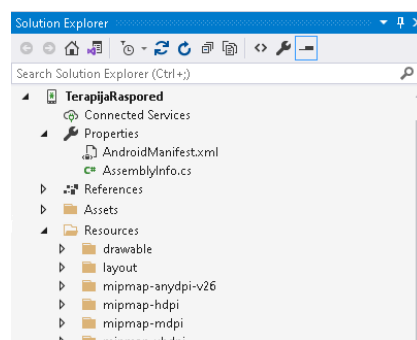 Solution Explorer
Search Solution Explorer (Ctrl+;)
TerapijaRaspored
Connected Services
Properties
AndroidManifest.xml
C# AssemblyInfo.cs
References
Assets
Resources
drawable
layout
mipmap-anydpi-v26
mipmap-hdpi
mipmap-mdpi